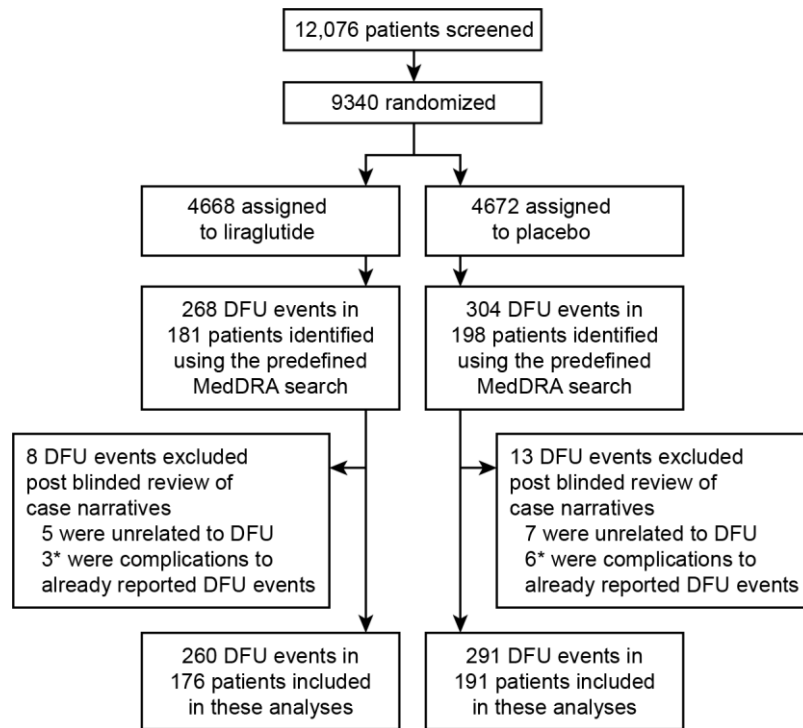 12,076 patients screened
9340 randomized
4668 assigned
to liraglutide
4672 assigned
to placebo
268 DFU events in
181 patients identified
using the predefined
MedDRA search
304 DFU events in
198 patients identified
using the predefined
MedDRA search
8 DFU events excluded
post blinded review of
case narratives
5 were unrelated to DFU
3* were complications to
already reported DFU events
13 DFU events excluded
post blinded review of
case narratives
7 were unrelated to DFU
6* were complications to
already reported DFU events
260 DFU events in
176 patients included
in these analyses
291 DFU events in
191 patients included
in these analyses